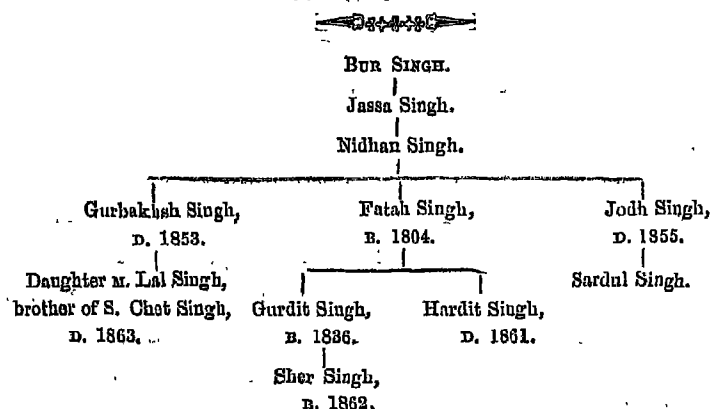 BUR SINGH.
Jassa Singh.
Nidhan Singh.
Gurbakhsh Singh, Fatah Singh, Jodh Singh,
D. 1853. B. 1804. D. 1855.
Daughter M. Lal Singh, Sardul Singh.
brother of S. Chet Singh, Gurdit Singh, Hardit Singh,
D. 1863. B. 1836. D. 1861.
Sher Singh,
B. 1862.